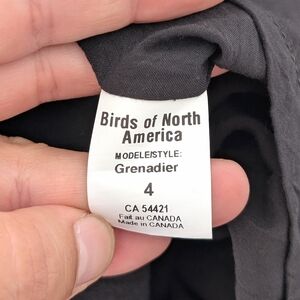 Birds of North
America
MODELE/STYLE:
Grenadier
4
CA 54421
Fait au CANADA
Made in CANADA